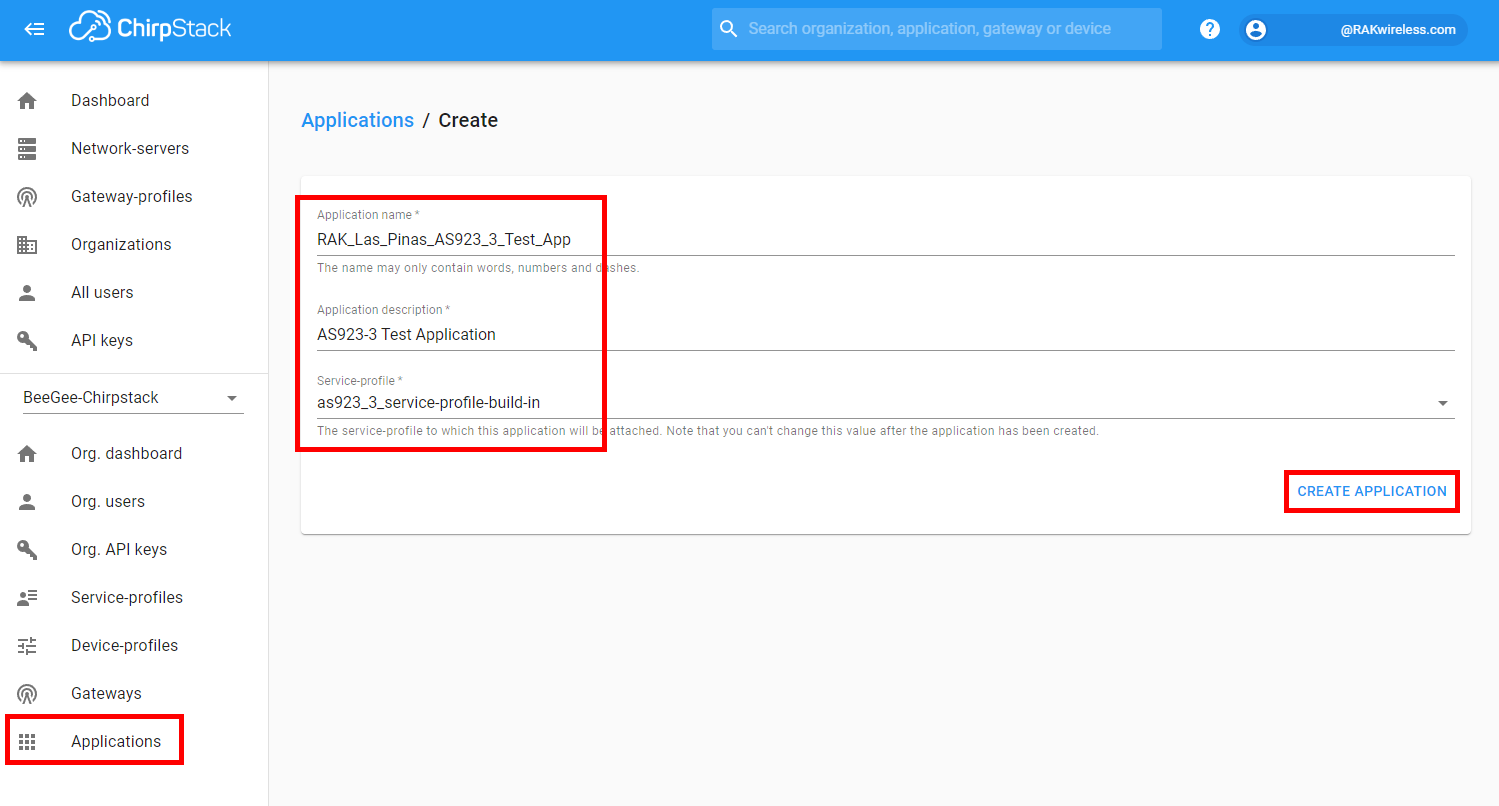 ChirpStack
Search organization, application, gateway or device
?
@RAKwireless.com
Dashboard
Network-servers
Gateway-profiles
Organizations
All users
API keys
BeeGee-Chirpstack
Org. dashboard
Org. users
Org. API keys
Service-profiles
Device-profiles
Gateways
Applications
Applications / Create
Application name *
RAK_Las_Pinas_AS923_3_Test_App
The name may only contain words, numbers and dashes.
Application description *
AS923-3 Test Application
Service-profile *
as923_3_service-profile-build-in
The service-profile to which this application will be attached. Note that you can't change this value after the application has been created.
CREATE APPLICATION